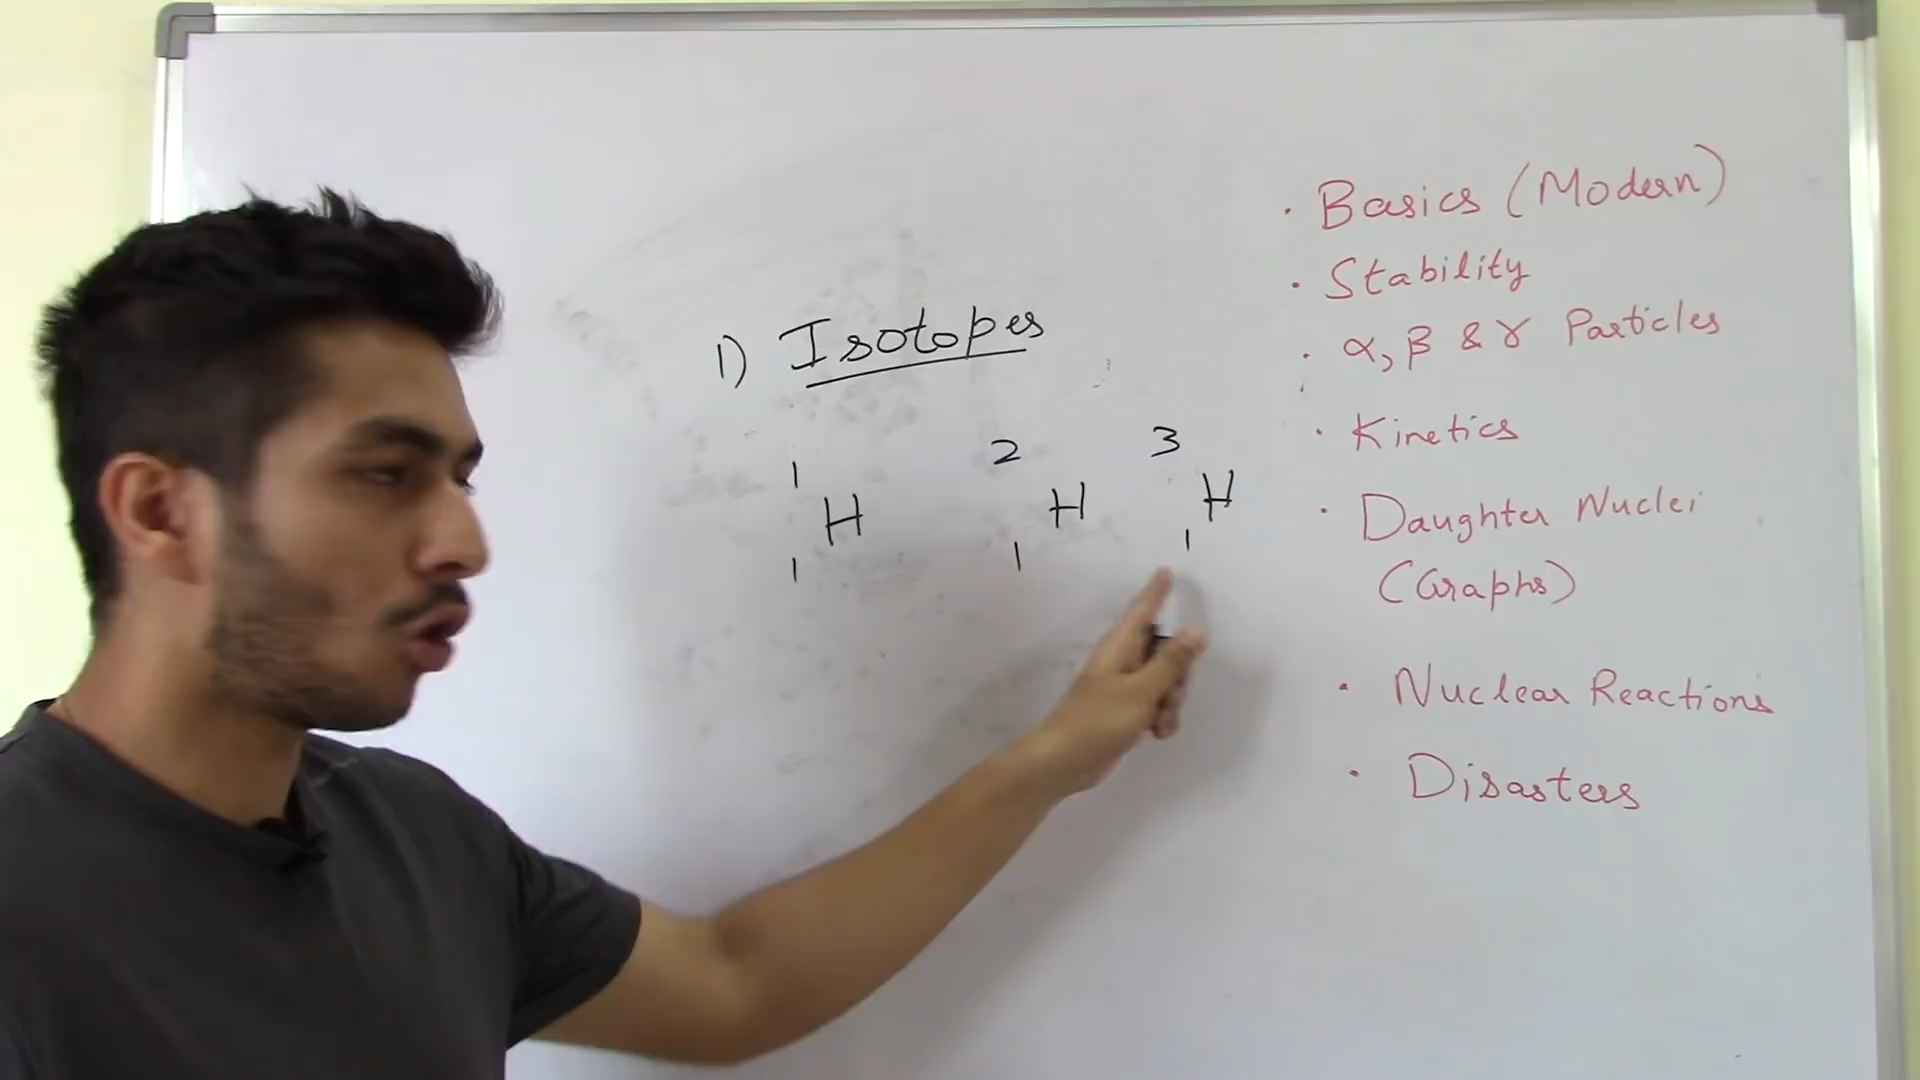 1) Isotopes
1 2 3
H H H
1 1 1
· Basics (Modern)
· Stability
· α, β & γ Particles
· Kinetics
· Daughter Nuclei
(Graphs)
· Nuclear Reactions
· Disasters